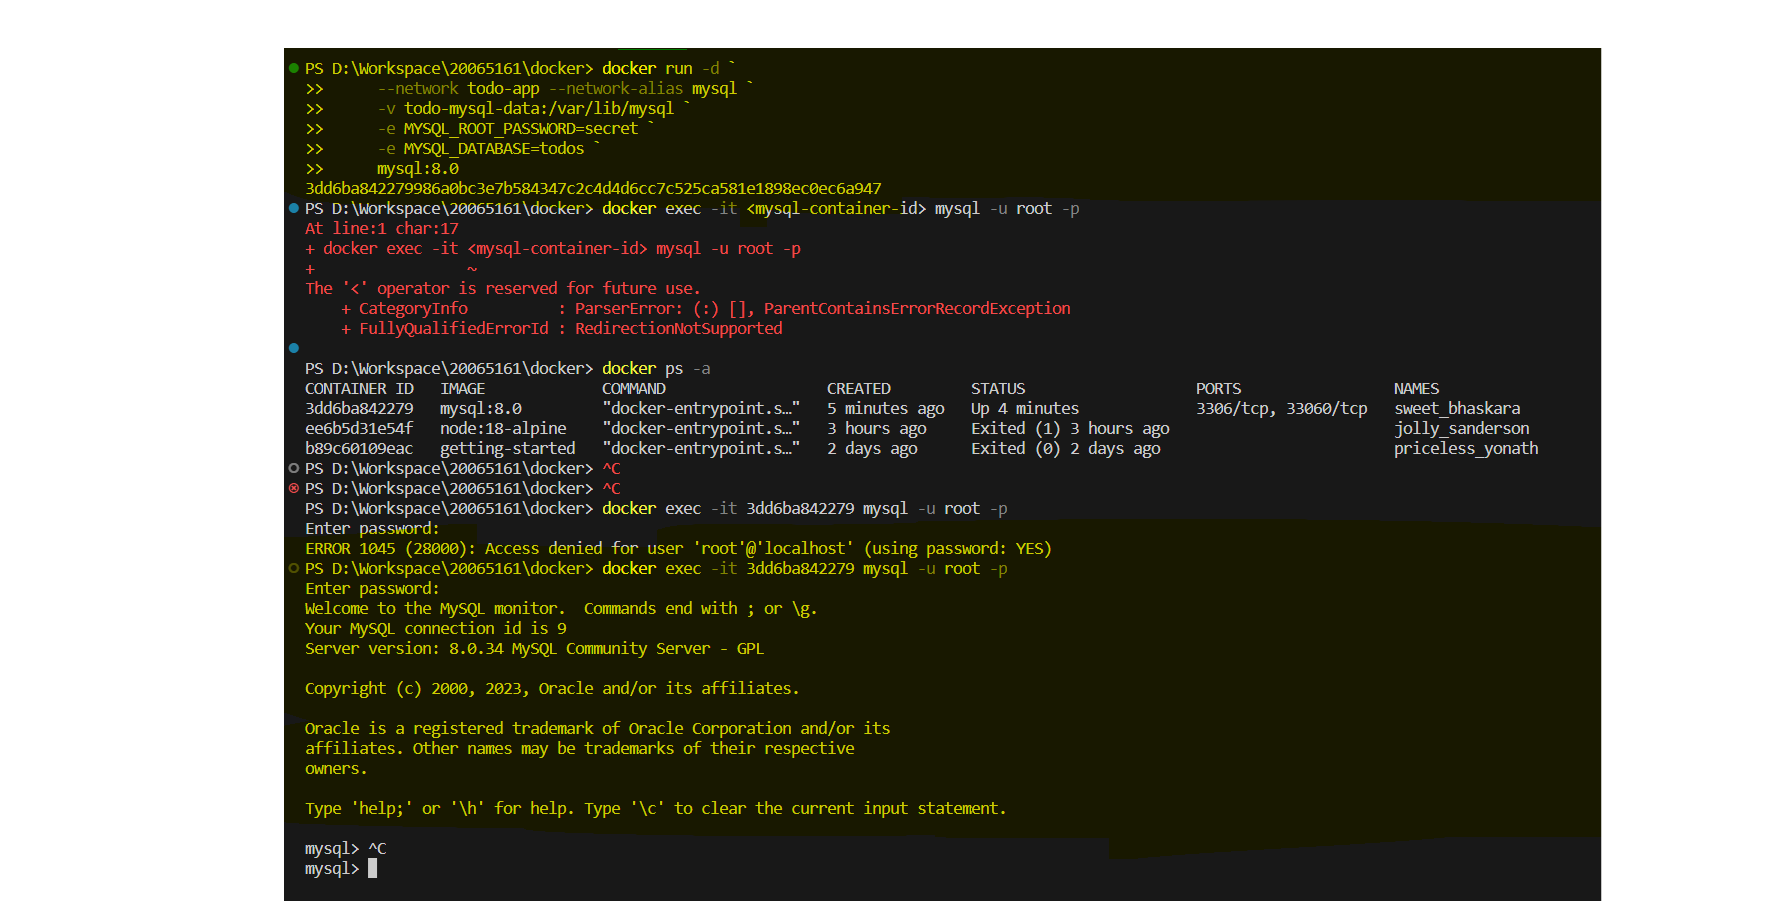 PS D:\Workspace\20065161\docker> docker run -d `
>>      --network todo-app --network-alias mysql `
>>      -v todo-mysql-data:/var/lib/mysql `
>>      -e MYSQL_ROOT_PASSWORD=secret `
>>      -e MYSQL_DATABASE=todos `
>>      mysql:8.0
3dd6ba842279986a0bc3e7b584347c2c4d4d6cc7c525ca581e1898ec0ec6a947
PS D:\Workspace\20065161\docker> docker exec -it <mysql-container-id> mysql -u root -p
At line:1 char:17
+ docker exec -it <mysql-container-id> mysql -u root -p
+                 ~
The '<' operator is reserved for future use.
    + CategoryInfo          : ParserError: (:) [], ParentContainsErrorRecordException
    + FullyQualifiedErrorId : RedirectionNotSupported
PS D:\Workspace\20065161\docker> docker ps -a
CONTAINER ID   IMAGE             COMMAND                  CREATED          STATUS                   PORTS                 NAMES
3dd6ba842279   mysql:8.0         "docker-entrypoint.s…"   5 minutes ago   Up 4 minutes             3306/tcp, 33060/tcp   sweet_bhaskara
ee6b5d31e54f   node:18-alpine    "docker-entrypoint.s…"   3 hours ago     Exited (1) 3 hours ago                         jolly_sanderson
b89c60109eac   getting-started   "docker-entrypoint.s…"   2 days ago      Exited (0) 2 days ago                          priceless_yonath
PS D:\Workspace\20065161\docker> ^C
PS D:\Workspace\20065161\docker> ^C
PS D:\Workspace\20065161\docker> docker exec -it 3dd6ba842279 mysql -u root -p
Enter password:
ERROR 1045 (28000): Access denied for user 'root'@'localhost' (using password: YES)
PS D:\Workspace\20065161\docker> docker exec -it 3dd6ba842279 mysql -u root -p
Enter password:
Welcome to the MySQL monitor.  Commands end with ; or \g.
Your MySQL connection id is 9
Server version: 8.0.34 MySQL Community Server - GPL
Copyright (c) 2000, 2023, Oracle and/or its affiliates.
Oracle is a registered trademark of Oracle Corporation and/or its
affiliates. Other names may be trademarks of their respective
owners.
Type 'help;' or '\h' for help. Type '\c' to clear the current input statement.
mysql> ^C
mysql>